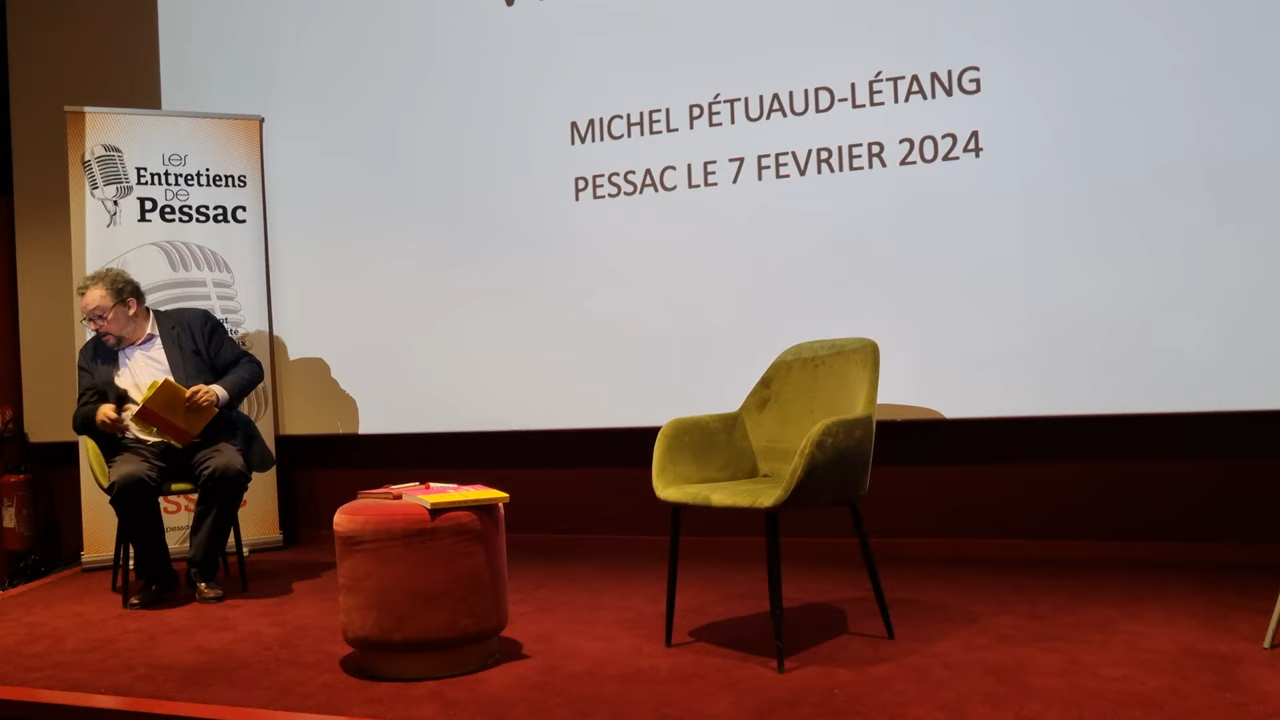 MICHEL PÉTUAUD-LÉTANG
PESSAC LE 7 FEVRIER 2024
Les
Entretiens
DE
Pessac